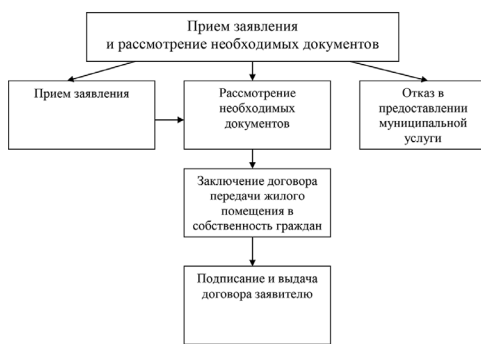 Прием заявления
и рассмотрение необходимых документов
Прием заявления
Рассмотрение
необходимых
документов
Отказ в
предоставлении
муниципальной
услуги
Заключение договора
передачи жилого
помещения в
собственность граждан
Подписание и выдача
договора заявителю